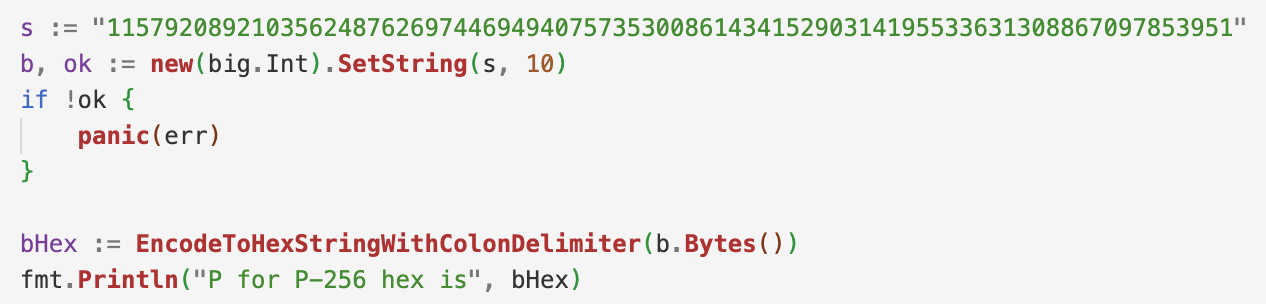 s := "115792089210356248762697446949407573530086143415290314195533631308867097853951"
b, ok := new(big.Int).SetString(s, 10)
if !ok {
    panic(err)
}
bHex := EncodeToHexStringWithColonDelimiter(b.Bytes())
fmt.Println("P for P-256 hex is", bHex)